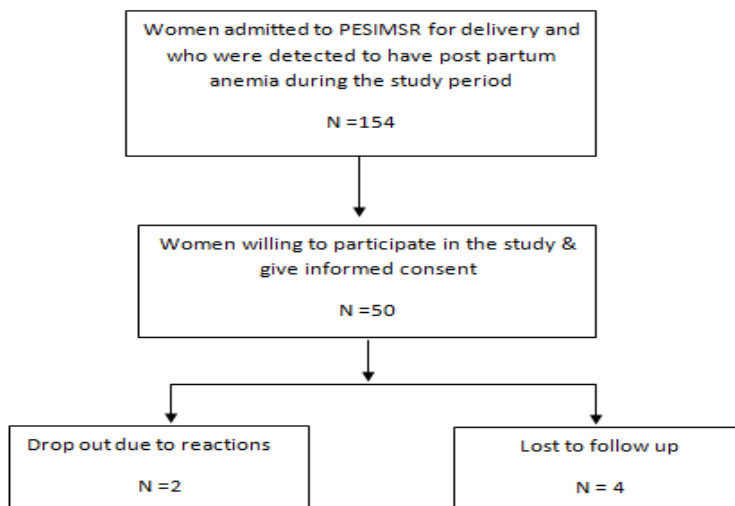 Women admitted to PESIMSR for delivery and
who were detected to have post partum
anemia during the study period
N =154
Women willing to participate in the study &
give informed consent
N =50
Drop out due to reactions
N =2
Lost to follow up
N = 4